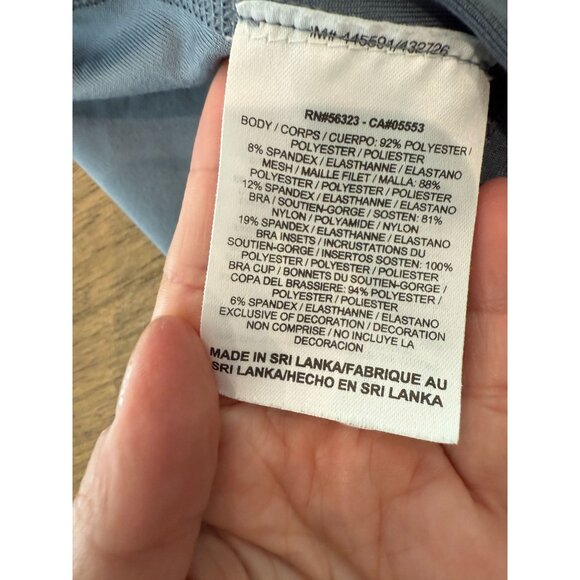 IM# 445591/432726
RN#56323 - CA#05553
BODY / CORPS / CUERPO: 92% POLYESTER /
POLYESTER / POLIESTER
8% SPANDEX / ELASTHANNE / ELASTANO
MESH / MAILLE FILET / MALLA: 88%
POLYESTER / POLYESTER / POLIESTER
12% SPANDEX / ELASTHANNE / ELASTANO
BRA / SOUTIEN-GORGE / SOSTEN: 81%
NYLON / POLYAMIDE / NYLON
19% SPANDEX / ELASTHANNE / ELASTANO
BRA INSETS / INCRUSTATIONS DU
SOUTIEN-GORGE / INSERTOS SOSTEN: 100%
POLYESTER / POLYESTER / POLIESTER
BRA CUP / BONNETS DU SOUTIEN-GORGE /
COPA DEL BRASSIERE: 94% POLYESTER /
POLYESTER / POLIESTER
6% SPANDEX / ELASTHANNE / ELASTANO
EXCLUSIVE OF DECORATION / DECORATION
NON COMPRISE / NO INCLUYE LA
DECORACION
MADE IN SRI LANKA/FABRIQUE AU
SRI LANKA/HECHO EN SRI LANKA